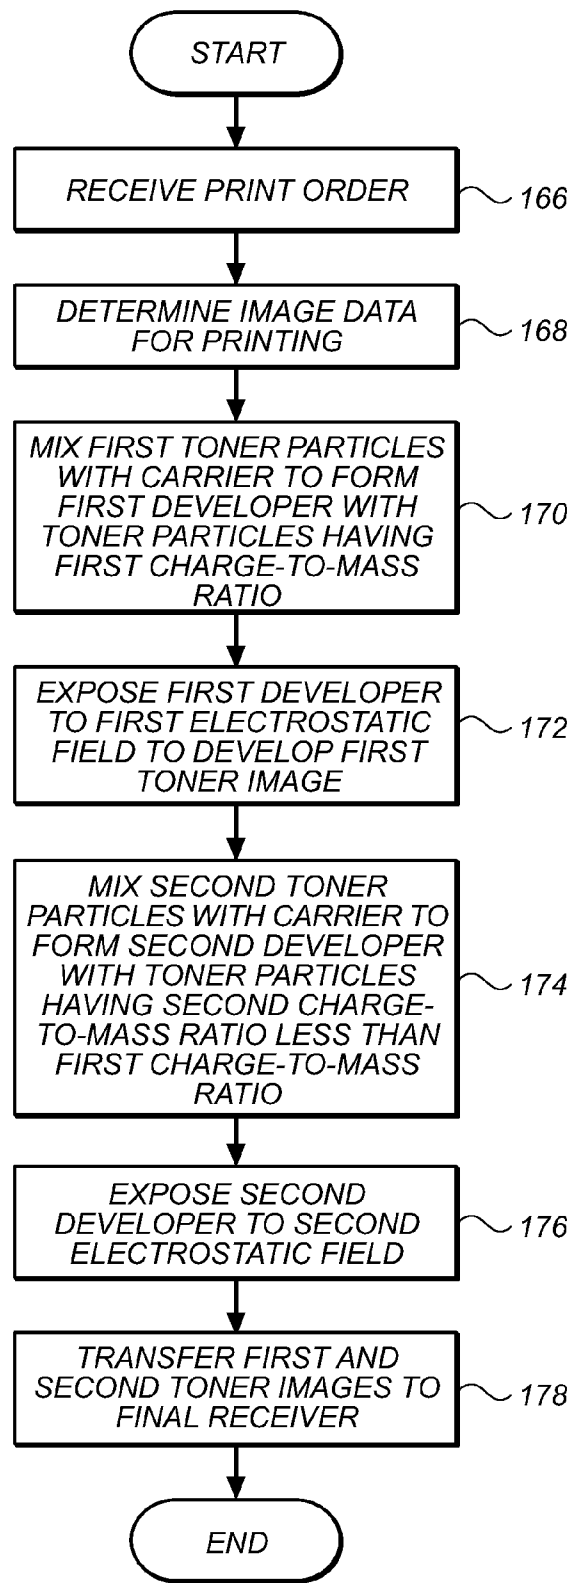 START
RECEIVE PRINT ORDER
166
DETERMINE IMAGE DATA
FOR PRINTING
168
MIX FIRST TONER PARTICLES
WITH CARRIER TO FORM
FIRST DEVELOPER WITH
TONER PARTICLES HAVING
FIRST CHARGE-TO-MASS
RATIO
170
EXPOSE FIRST DEVELOPER
TO FIRST ELECTROSTATIC
FIELD TO DEVELOP FIRST
TONER IMAGE
172
MIX SECOND TONER
PARTICLES WITH CARRIER TO
FORM SECOND DEVELOPER
WITH TONER PARTICLES
HAVING SECOND CHARGE-
TO-MASS RATIO LESS THAN
FIRST CHARGE-TO-MASS
RATIO
174
EXPOSE SECOND
DEVELOPER TO SECOND
ELECTROSTATIC FIELD
176
TRANSFER FIRST AND
SECOND TONER IMAGES TO
FINAL RECEIVER
178
END